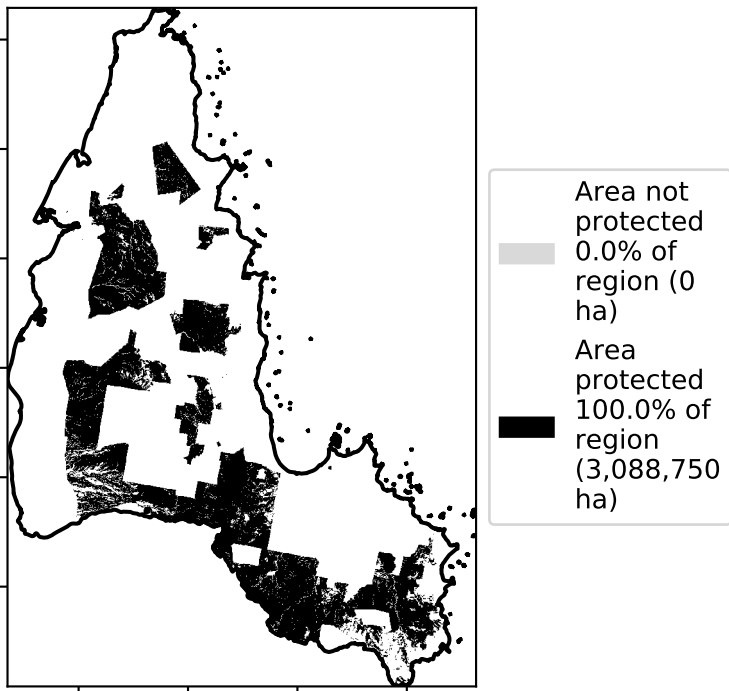 Area not
protected
0.0% of
region (0
ha)
Area
protected
100.0% of
region
(3,088,750
ha)